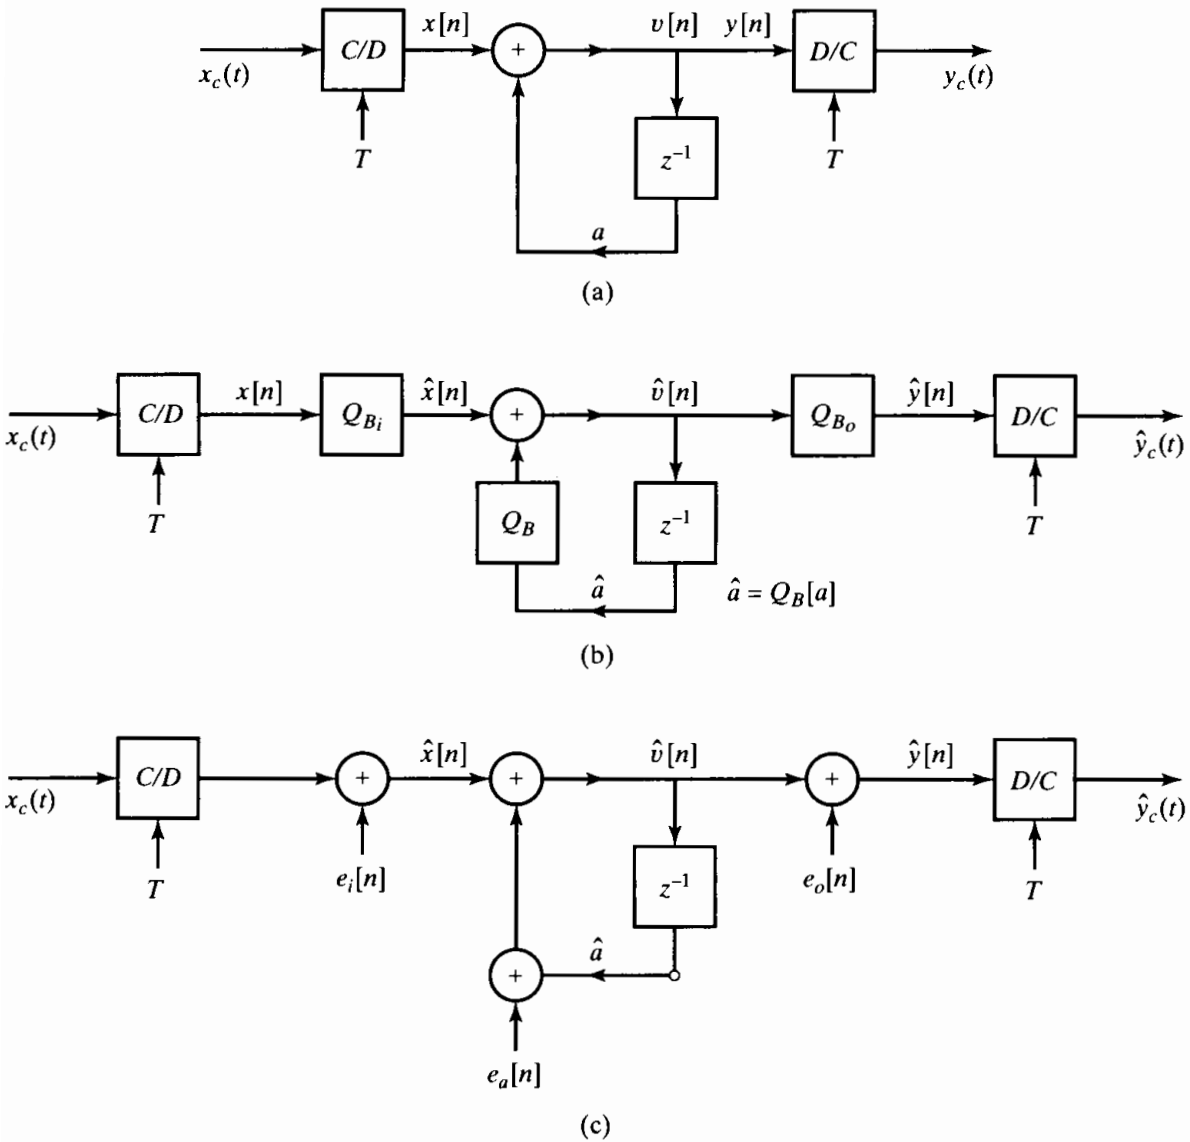 x[n] v[n] y[n]
C/D + D/C
x_c(t) y_c(t)
T z⁻¹ T
a
(a)
x[n] x̂[n] v̂[n] ŷ[n]
C/D Q_{B_i} + Q_{B_o} D/C
x_c(t) ŷ_c(t)
T Q_B z⁻¹ T
â â = Q_B[a]
(b)
x̂[n] v̂[n] ŷ[n]
C/D + + + D/C
x_c(t) ŷ_c(t)
T e_i[n] z⁻¹ e_o[n] T
+ â
e_a[n]
(c)